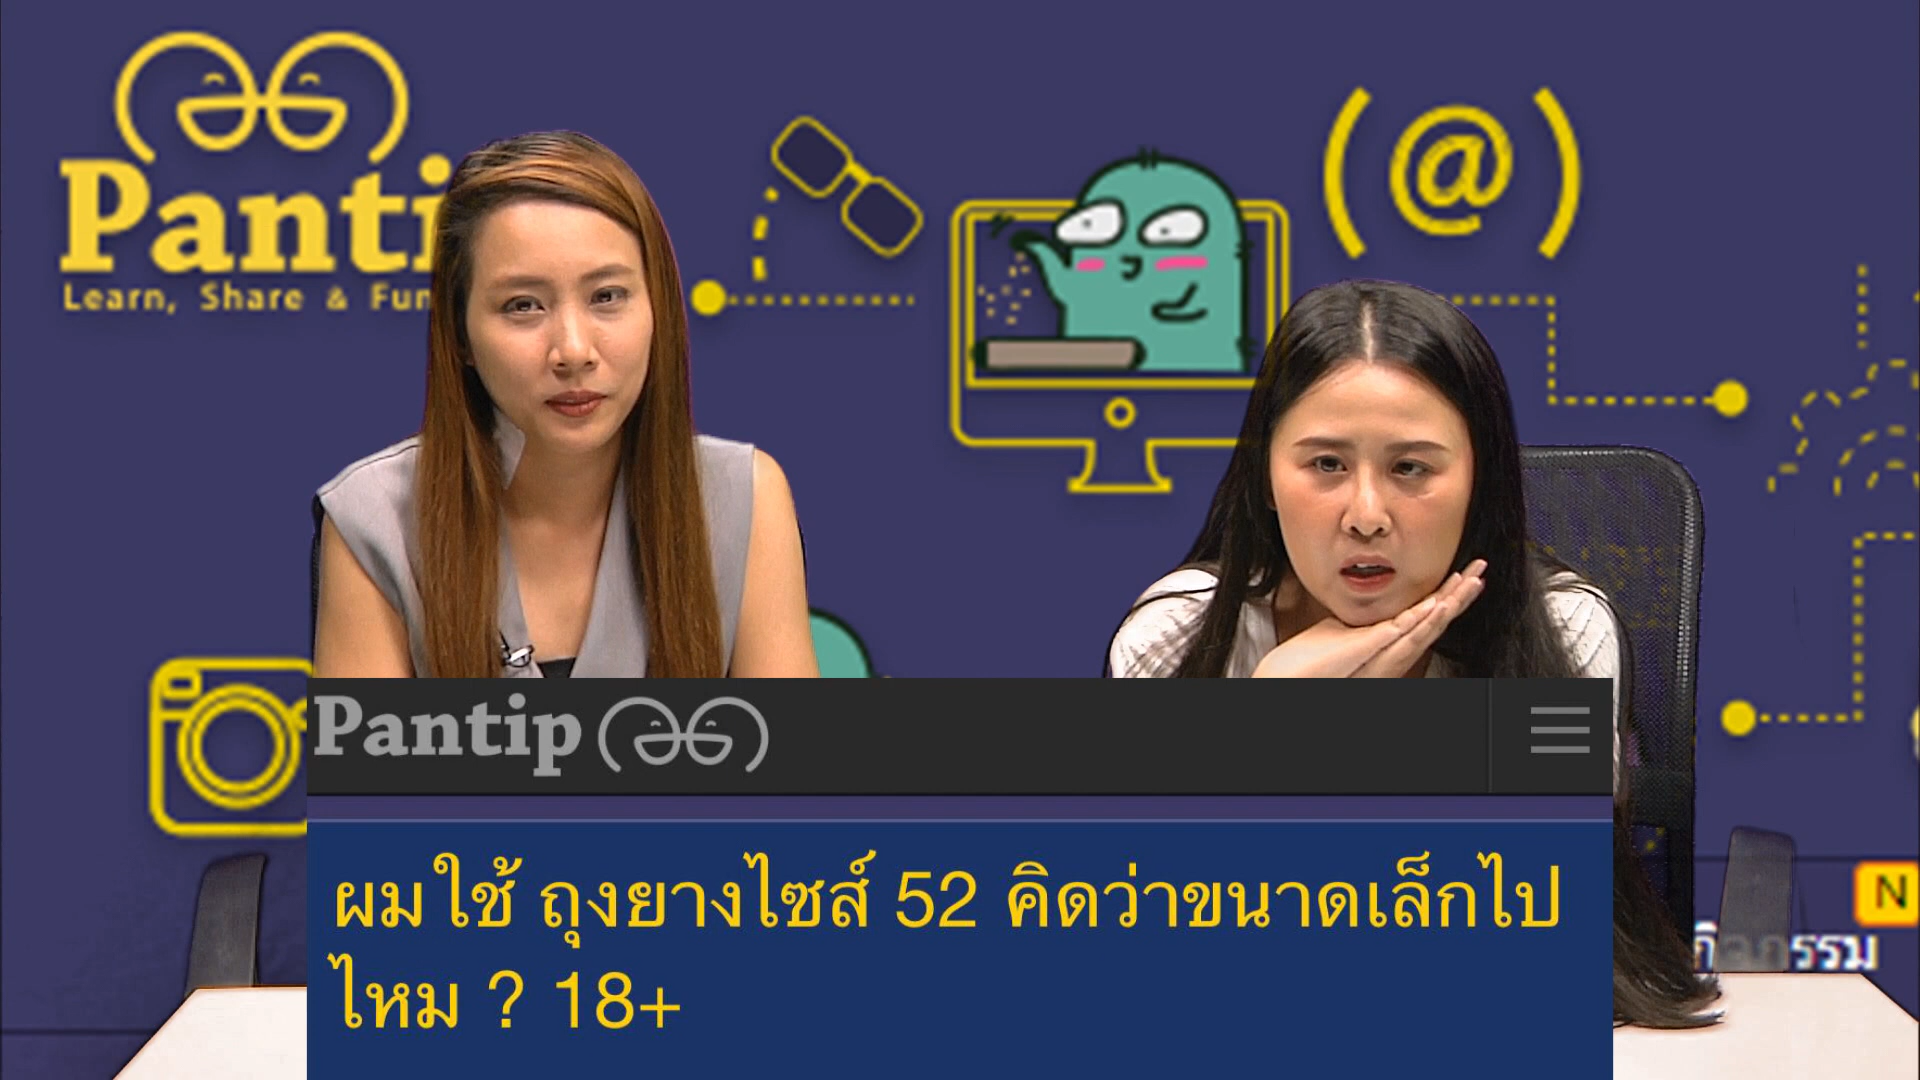 Panti
Learn, Share & Fun
(@)
Pantip
ผมใช้ ถุงยางไซส์ 52 คิดว่าขนาดเล็กไป
ไหม ? 18+
N